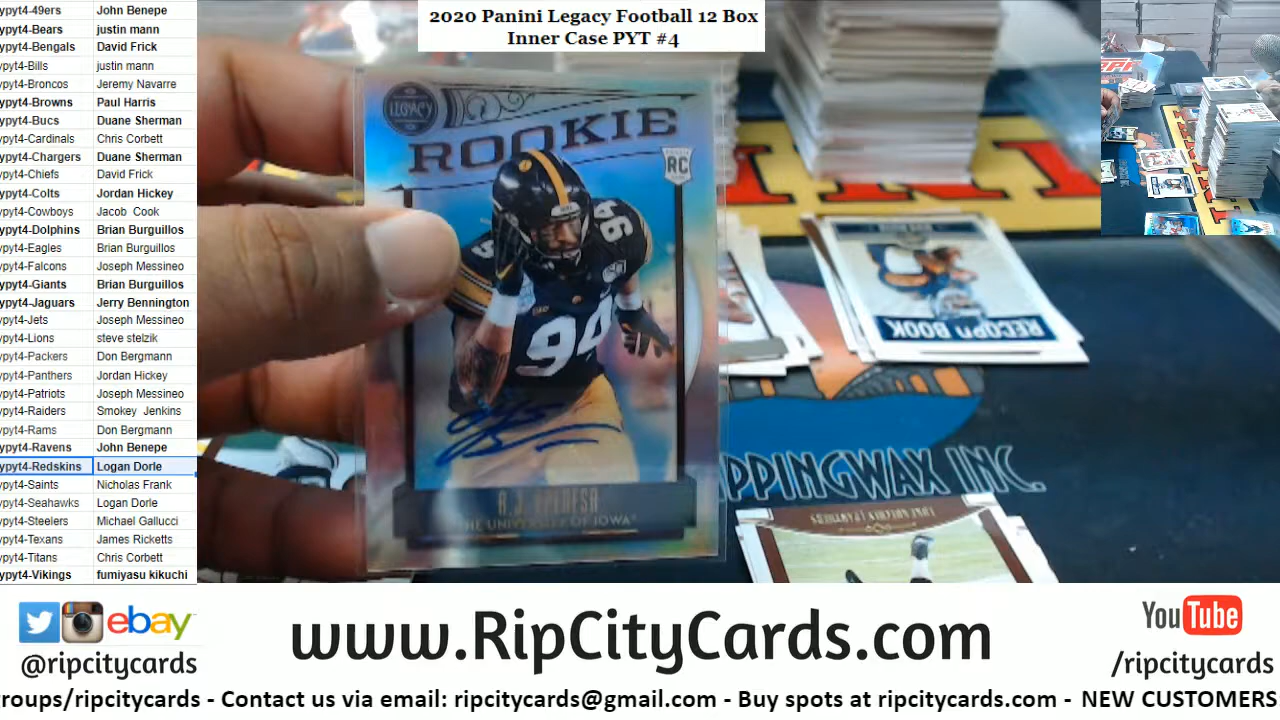 2020 Panini Legacy Football 12 Box
Inner Case PYT #4
ypyt4-49ers John Benepe
ypyt4-Bears justin mann
ypyt4-Bengals David Frick
ypyt4-Bills justin mann
ypyt4-Broncos Jeremy Navarre
ypyt4-Browns Paul Harris
ypyt4-Bucs Duane Sherman
ypyt4-Cardinals Chris Corbett
ypyt4-Chargers Duane Sherman
ypyt4-Chiefs David Frick
ypyt4-Colts Jordan Hickey
ypyt4-Cowboys Jacob Cook
ypyt4-Dolphins Brian Burguillos
ypyt4-Eagles Brian Burguillos
ypyt4-Falcons Joseph Messineo
ypyt4-Giants Brian Burguillos
ypyt4-Jaguars Jerry Bennington
ypyt4-Jets Joseph Messineo
ypyt4-Lions steve stelzik
ypyt4-Packers Don Bergmann
ypyt4-Panthers Jordan Hickey
ypyt4-Patriots Joseph Messineo
ypyt4-Raiders Smokey Jenkins
ypyt4-Rams Don Bergmann
ypyt4-Ravens John Benepe
ypyt4-Redskins Logan Dorle
ypyt4-Saints Nicholas Frank
ypyt4-Seahawks Logan Dorle
ypyt4-Steelers Michael Gallucci
ypyt4-Texans James Ricketts
ypyt4-Titans Chris Corbett
ypyt4-Vikings fumiyasu kikuchi
LEGACY
ROOKIE
RC
94
94
THE UNIVERSITY OF IOWA
RECORD BOOK
PPINGWAX INC.
ebay
@ripcitycards
www.RipCityCards.com
YouTube
/ripcitycards
groups/ripcitycards - Contact us via email: ripcitycards@gmail.com - Buy spots at ripcitycards.com - NEW CUSTOMERS